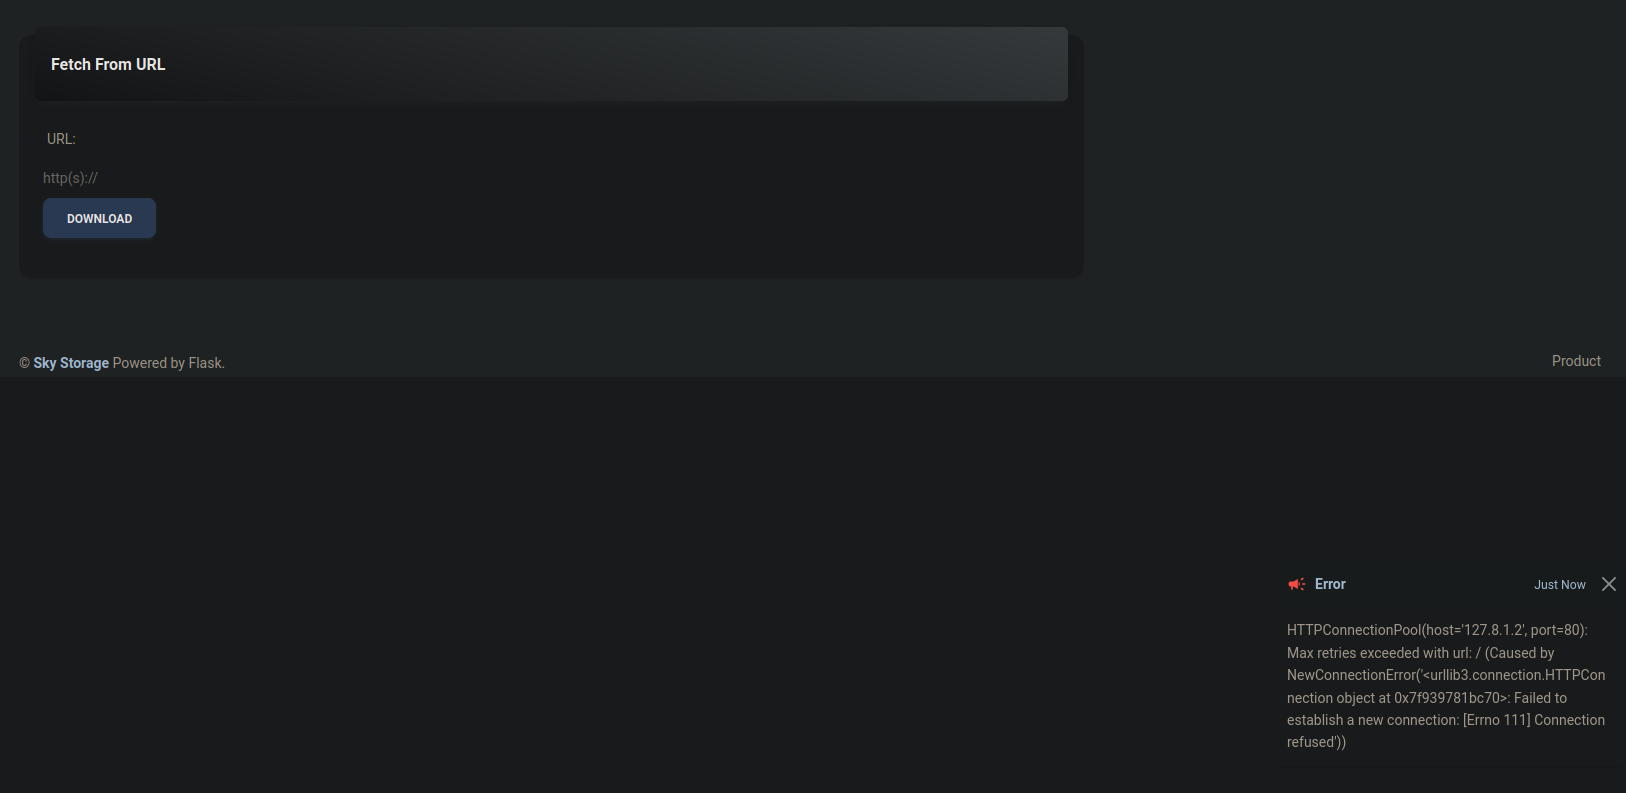 Fetch From URL
URL:
http(s)://
DOWNLOAD
© Sky Storage Powered by Flask.
Product
Error
Just Now
HTTPConnectionPool(host='127.8.1.2', port=80):
Max retries exceeded with url: / (Caused by
NewConnectionError('<urllib3.connection.HTTPCon
nection object at 0x7f939781bc70>: Failed to
establish a new connection: [Errno 111] Connection
refused'))